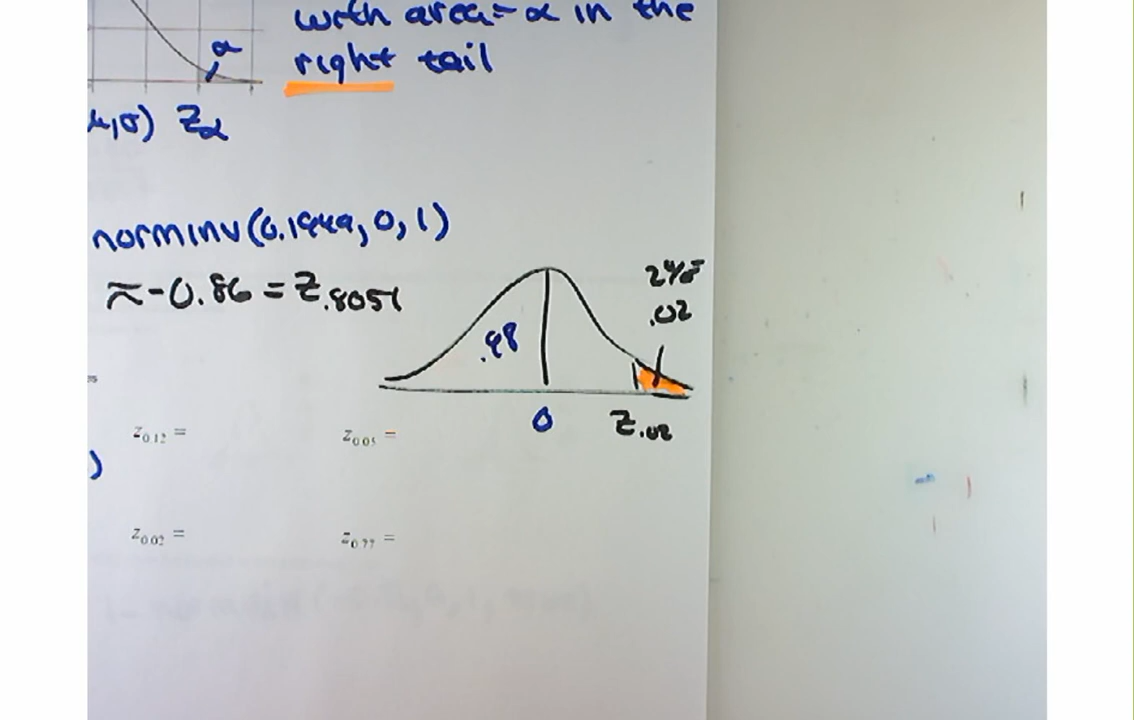 with area = α in the
right tail
α
μ,σ) Zα
norminv(0.1949, 0, 1)
≈ -0.86 = Z.8051
2%
.02
.98
0
Z.02
z0.12 =
z0.05 =
)
z0.02 =
z0.77 =